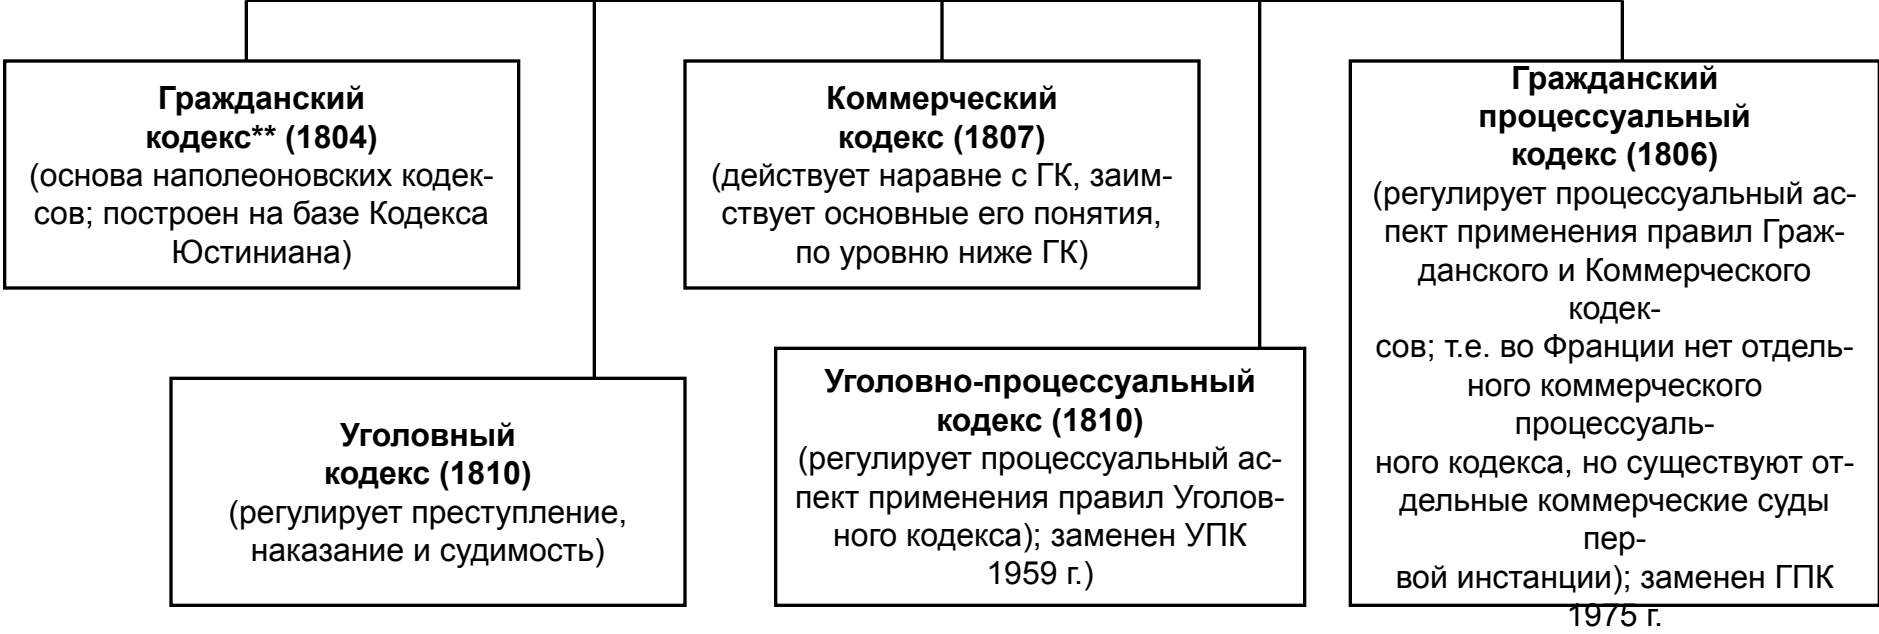 Гражданский
кодекс** (1804)
(основа наполеоновских кодек-
сов; построен на базе Кодекса
Юстиниана)
Коммерческий
кодекс (1807)
(действует наравне с ГК, заим-
ствует основные его понятия,
по уровню ниже ГК)
Гражданский
процессуальный
кодекс (1806)
(регулирует процессуальный ас-
пект применения правил Граж-
данского и Коммерческого
кодек-
сов; т.е. во Франции нет отдель-
ного коммерческого
процессуаль-
ного кодекса, но существуют от-
дельные коммерческие суды
пер-
вой инстанции); заменен ГПК
1975 г.
Уголовный
кодекс (1810)
(регулирует преступление,
наказание и судимость)
Уголовно-процессуальный
кодекс (1810)
(регулирует процессуальный ас-
пект применения правил Уголов-
ного кодекса); заменен УПК
1959 г.)